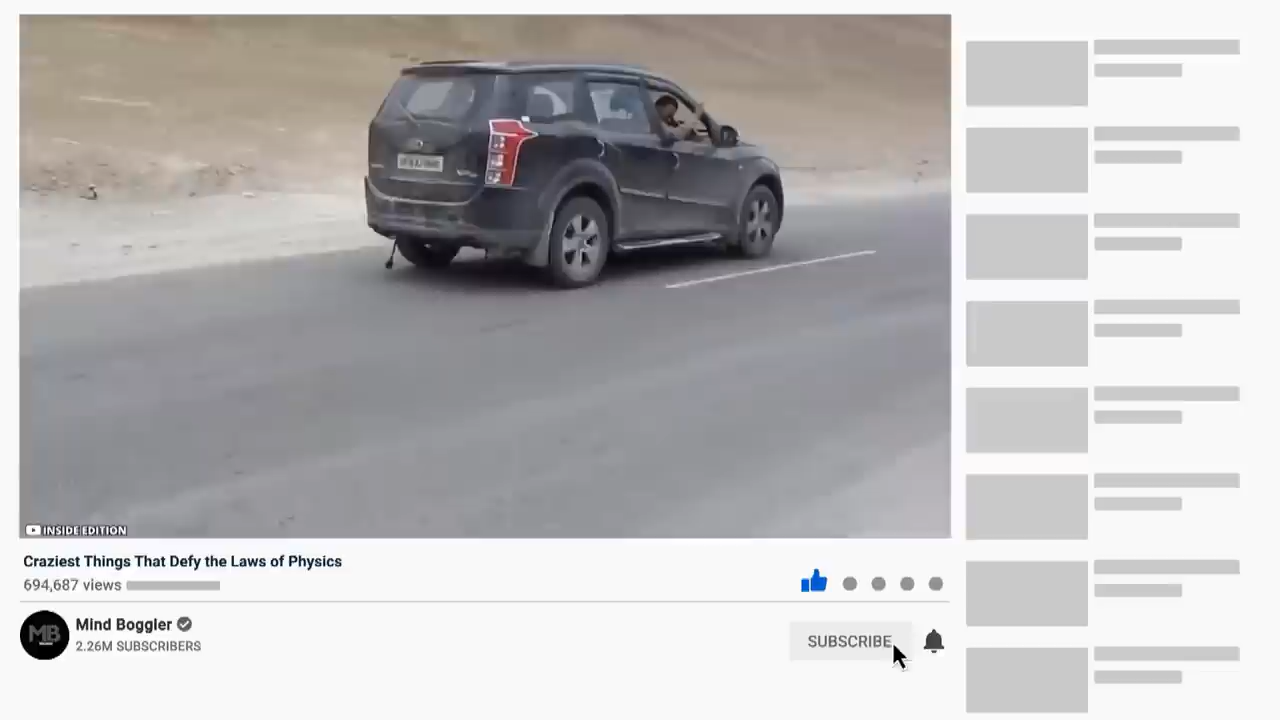 INSIDE EDITION
Craziest Things That Defy the Laws of Physics
694,687 views
MB
Mind Boggler
2.26M SUBSCRIBERS
SUBSCRIBE